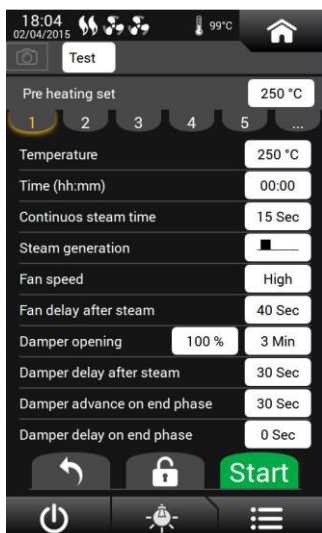 18:04 99°C
02/04/2015
Test
Pre heating set 250 °C
1 2 3 4 5 ...
Temperature 250 °C
Time (hh:mm) 00:00
Continuos steam time 15 Sec
Steam generation
Fan speed High
Fan delay after steam 40 Sec
Damper opening 100 % 3 Min
Damper delay after steam 30 Sec
Damper advance on end phase 30 Sec
Damper delay on end phase 0 Sec
Start